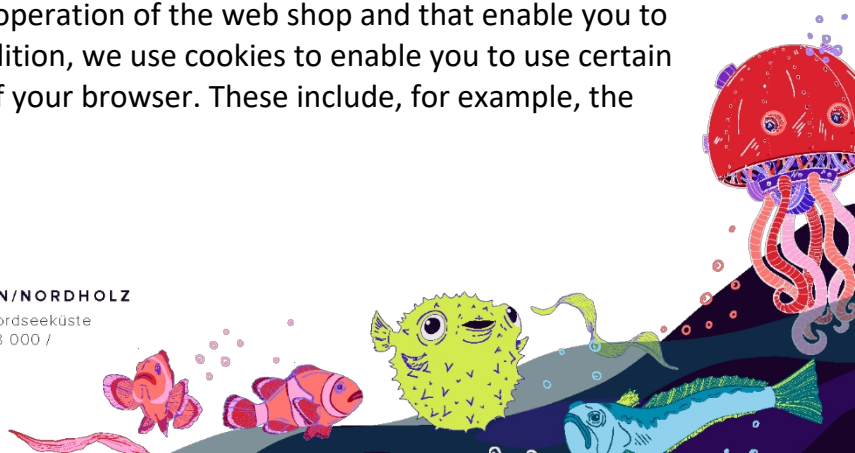 operation of the web shop and that enable you to
dition, we use cookies to enable you to use certain
f your browser. These include, for example, the
N/NORDHOLZ
ordseeküste
000 /